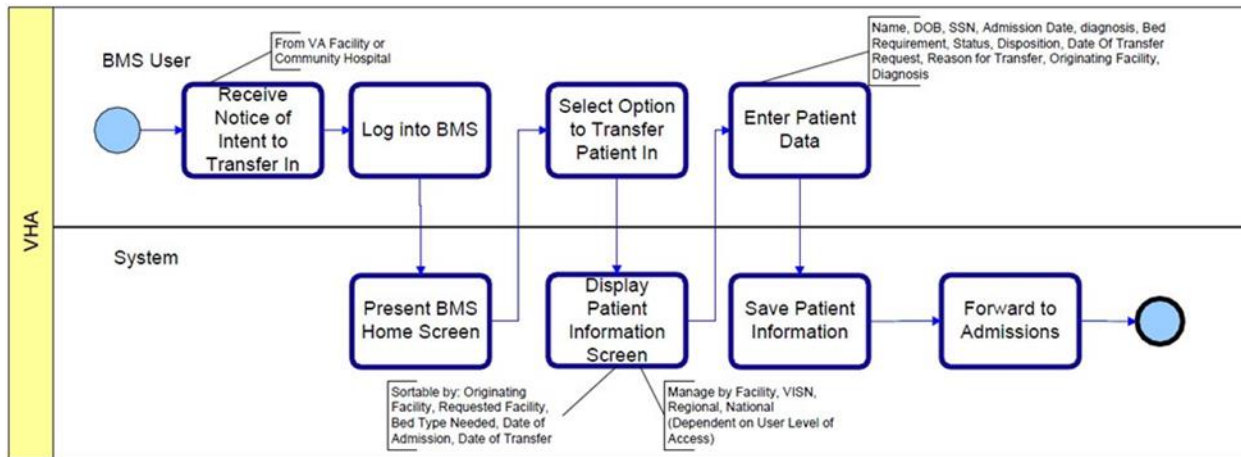 VHA
BMS User
From VA Facility or
Community Hospital
Receive
Notice of
Intent to
Transfer In
Log into BMS
Select Option
to Transfer
Patient In
Name, DOB, SSN, Admission Date, diagnosis, Bed
Requirement, Status, Disposition, Date Of Transfer
Request, Reason for Transfer, Originating Facility,
Diagnosis
Enter Patient
Data
System
Present BMS
Home Screen
Display
Patient
Information
Screen
Save Patient
Information
Forward to
Admissions
Sortable by: Originating
Facility, Requested Facility,
Bed Type Needed, Date of
Admission, Date of Transfer
Manage by Facility, VISN,
Regional, National
(Dependent on User Level of
Access)